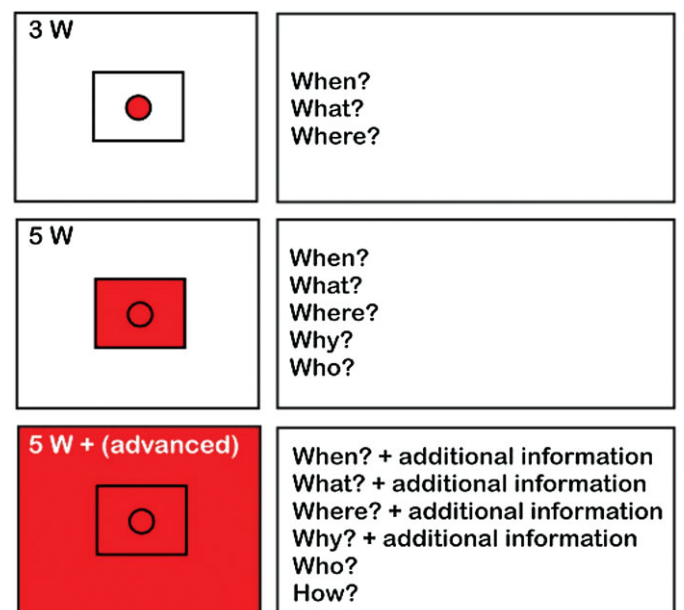 3 W
When?
What?
Where?
5 W
When?
What?
Where?
Why?
Who?
5 W + (advanced)
When? + additional information
What? + additional information
Where? + additional information
Why? + additional information
Who?
How?